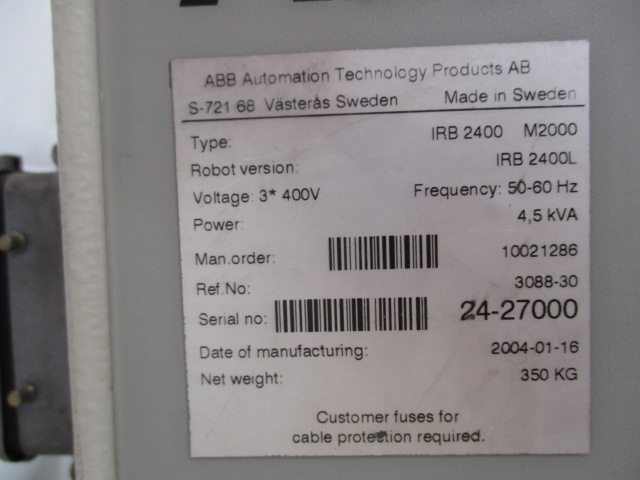 ABB Automation Technology Products AB
S-721 68 Västerås Sweden Made in Sweden
Type: IRB 2400 M2000
Robot version: IRB 2400L
Voltage: 3* 400V Frequency: 50-60 Hz
Power: 4,5 kVA
Man.order: 10021286
Ref.No: 3088-30
Serial no: 24-27000
Date of manufacturing: 2004-01-16
Net weight: 350 KG
Customer fuses for
cable protection required.